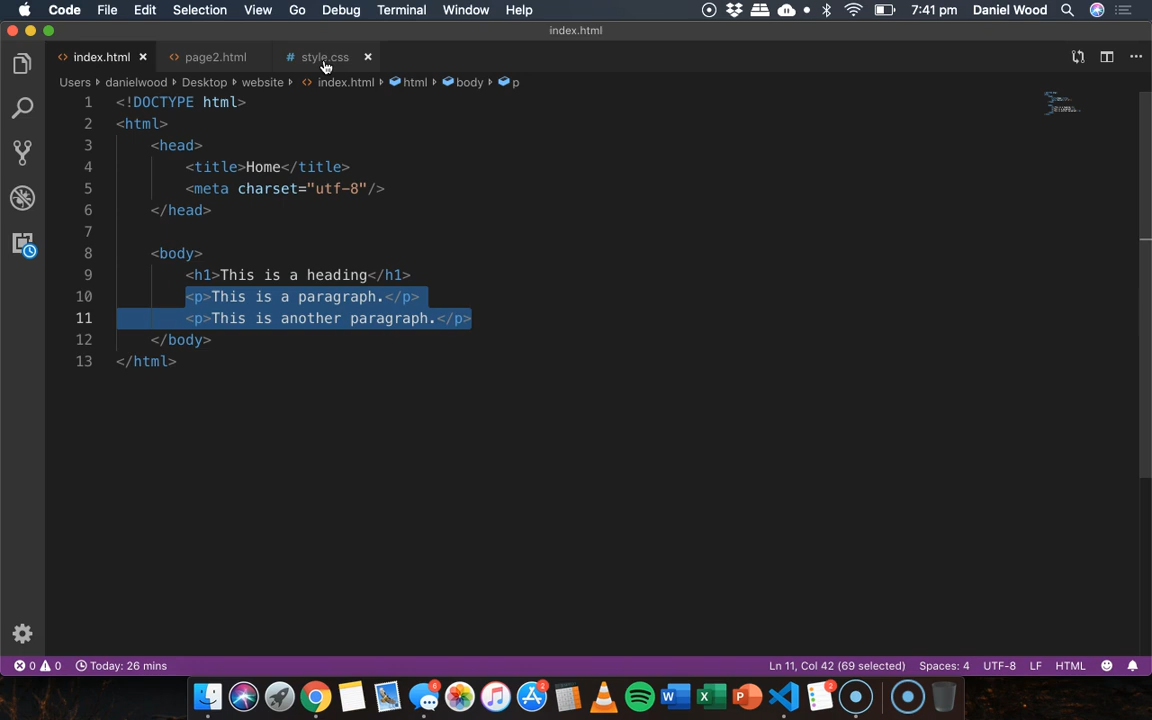 Code File Edit Selection View Go Debug Terminal Window Help 7:41 pm Daniel Wood
index.html
index.html page2.html # style.css
Users danielwood Desktop website index.html html body p
1 <!DOCTYPE html>
2 <html>
3 <head>
4 <title>Home</title>
5 <meta charset="utf-8"/>
6 </head>
7
8 <body>
9 <h1>This is a heading</h1>
10 <p>This is a paragraph.</p>
11 <p>This is another paragraph.</p>
12 </body>
13 </html>
0 0 Today: 26 mins Ln 11, Col 42 (69 selected) Spaces: 4 UTF-8 LF HTML